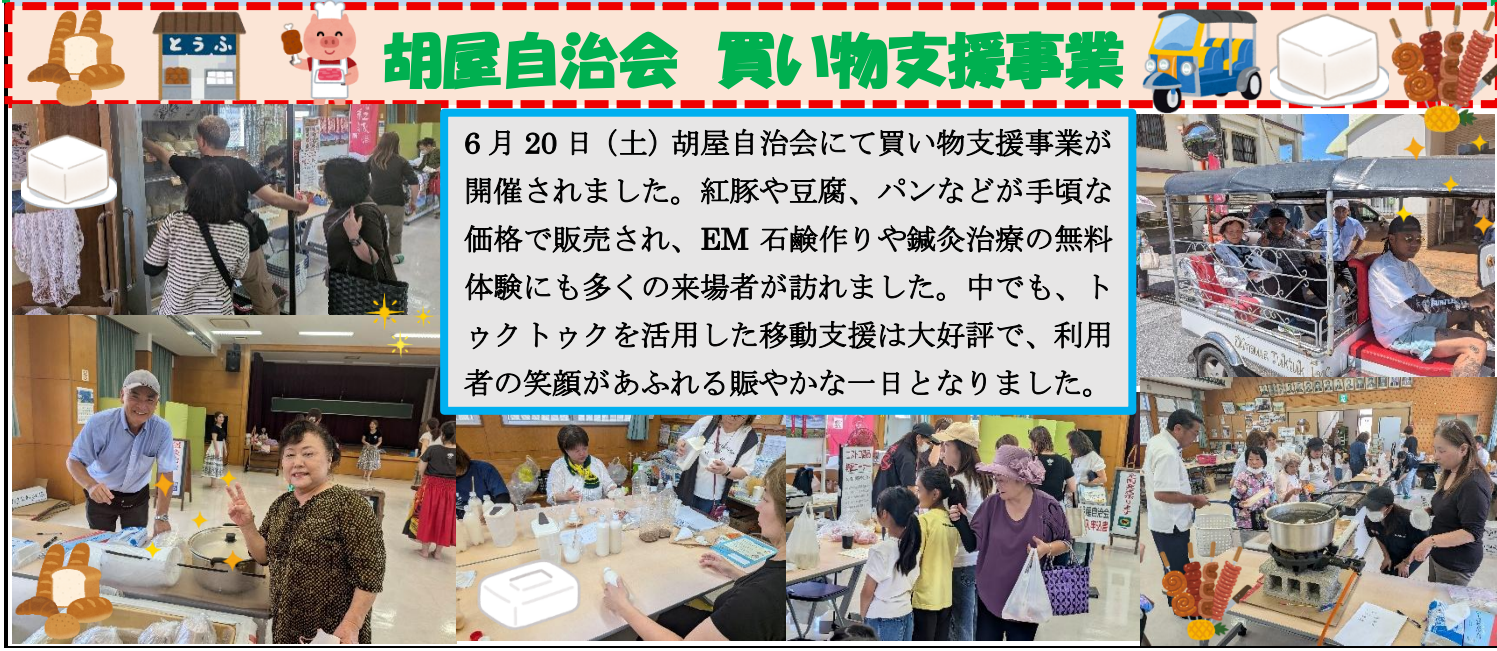 とうふ
胡屋自治会 買い物支援事業
6月20日（土）胡屋自治会にて買い物支援事業が
開催されました。紅豚や豆腐、パンなどが手頃な
価格で販売され、EM 石鹸作りや鍼灸治療の無料
体験にも多くの来場者が訪れました。中でも、ト
ゥクトゥクを活用した移動支援は大好評で、利用
者の笑顔があふれる賑やかな一日となりました。